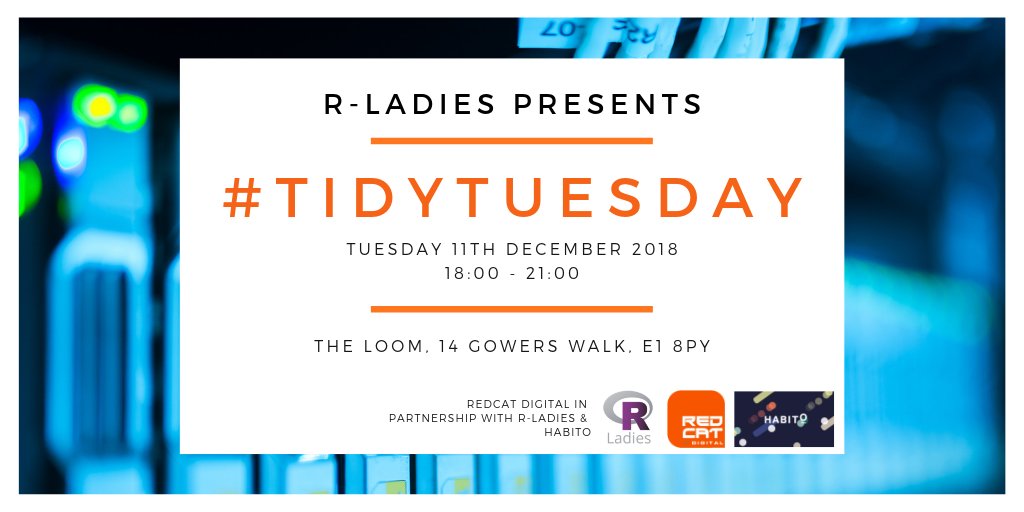 R-LADIES PRESENTS
#TIDYTUESDAY
TUESDAY 11TH DECEMBER 2018
18:00 - 21:00
THE LOOM, 14 GOWERS WALK, E1 8PY
REDCAT DIGITAL IN
PARTNERSHIP WITH R-LADIES &
HABITO
R
Ladies
RED
CAT
DIGITAL
HABITO